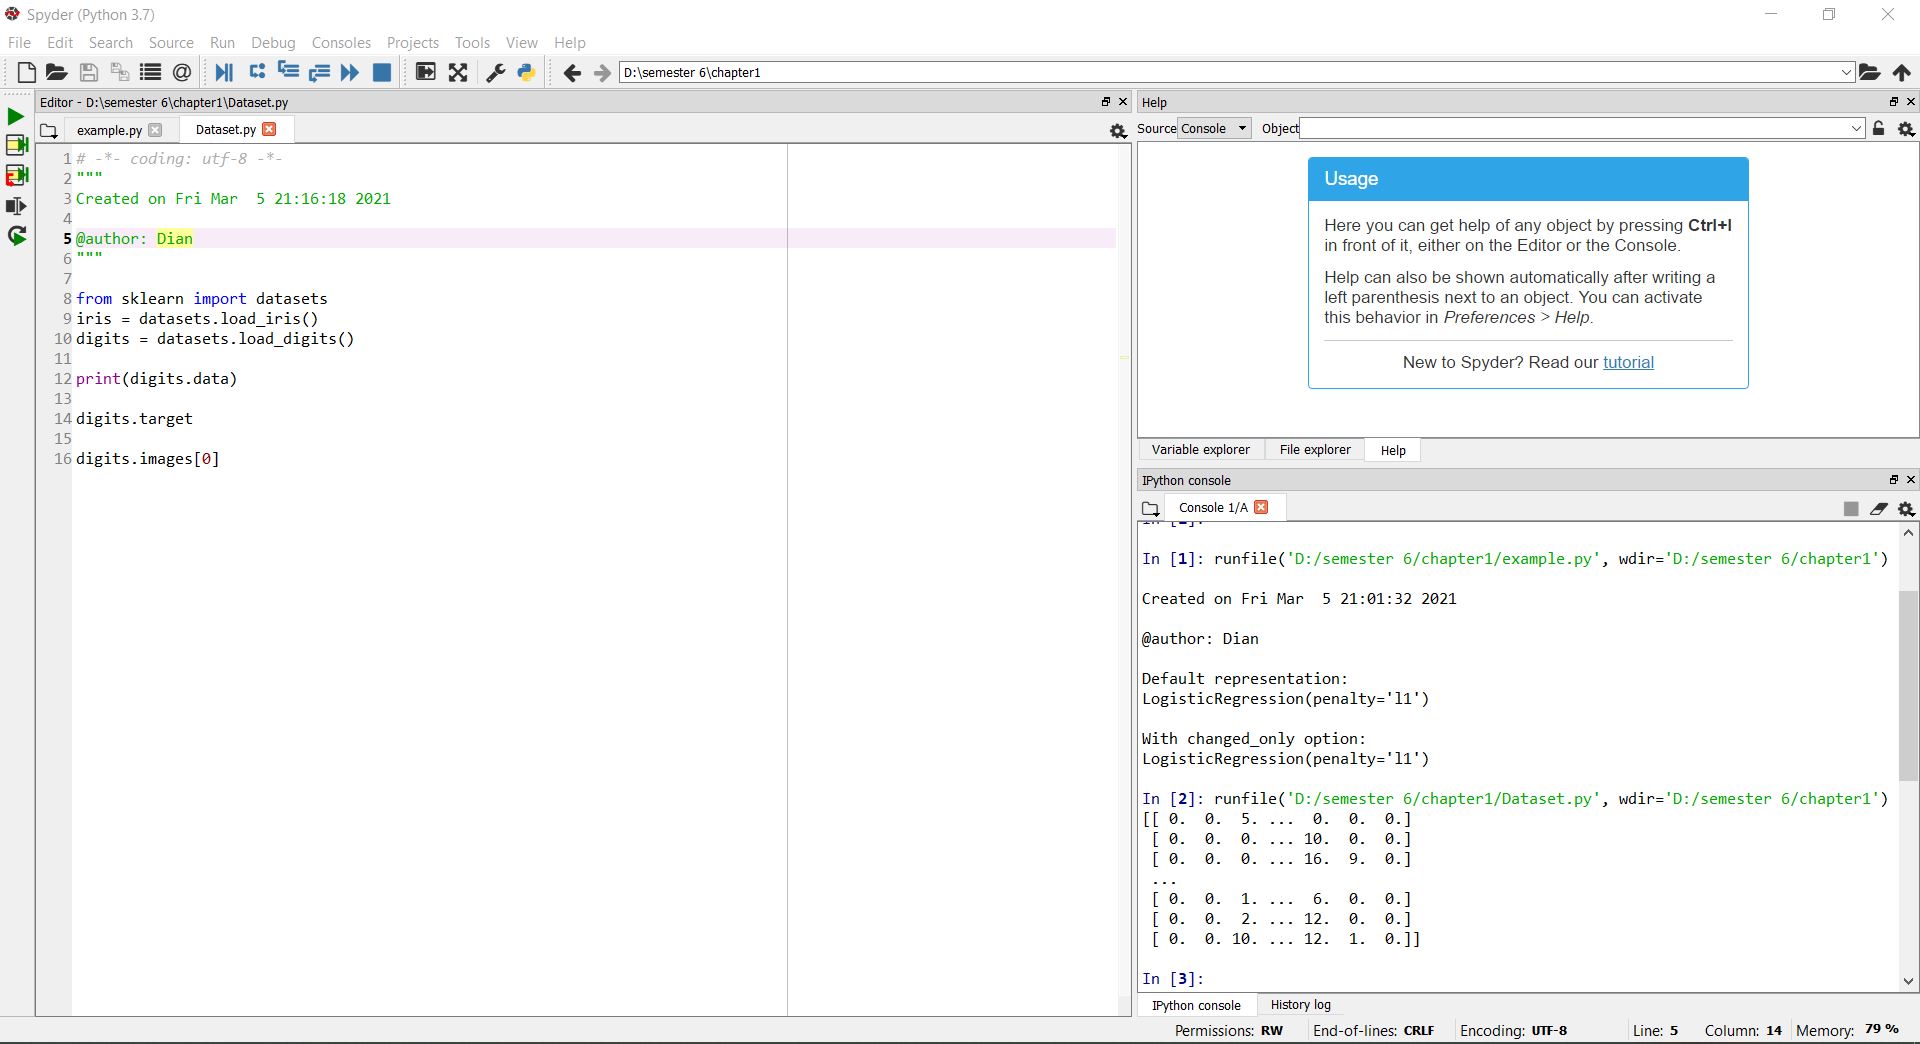 Spyder (Python 3.7)
File Edit Search Source Run Debug Consoles Projects Tools View Help
D:\semester 6\chapter1
Editor - D:\semester 6\chapter1\Dataset.py
example.py
Dataset.py
1 # -*- coding: utf-8 -*-
2 """
3 Created on Fri Mar  5 21:16:18 2021
4
5 @author: Dian
6 """
7
8 from sklearn import datasets
9 iris = datasets.load_iris()
10 digits = datasets.load_digits()
11
12 print(digits.data)
13
14 digits.target
15
16 digits.images[0]
Help
Source Console Object
Usage
Here you can get help of any object by pressing Ctrl+I
in front of it, either on the Editor or the Console.
Help can also be shown automatically after writing a
left parenthesis next to an object. You can activate
this behavior in Preferences > Help.
New to Spyder? Read our tutorial
Variable explorer File explorer Help
IPython console
Console 1/A
In [1]: runfile('D:/semester 6/chapter1/example.py', wdir='D:/semester 6/chapter1')
Created on Fri Mar  5 21:01:32 2021
@author: Dian
Default representation:
LogisticRegression(penalty='l1')
With changed_only option:
LogisticRegression(penalty='l1')
In [2]: runfile('D:/semester 6/chapter1/Dataset.py', wdir='D:/semester 6/chapter1')
[[ 0.  0.  5. ...  0.  0.  0.]
[ 0.  0.  0. ... 10.  0.  0.]
[ 0.  0.  0. ... 16.  9.  0.]
...
[ 0.  0.  1. ...  6.  0.  0.]
[ 0.  0.  2. ... 12.  0.  0.]
[ 0.  0. 10. ... 12.  1.  0.]]
In [3]:
IPython console History log
Permissions: RW End-of-lines: CRLF Encoding: UTF-8 Line: 5 Column: 14 Memory: 79 %